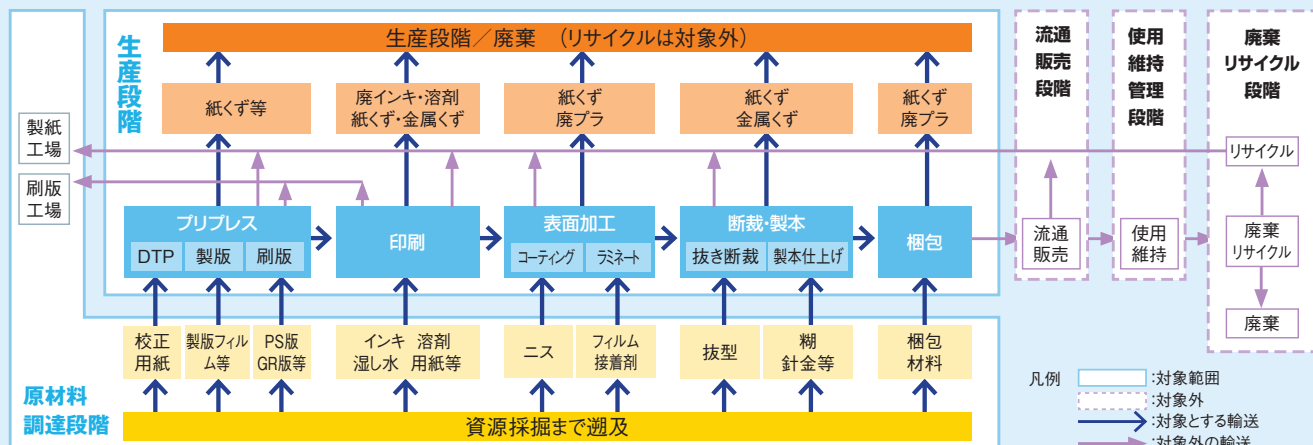 生産段階／廃棄　（リサイクルは対象外）
生産段階
紙くず等
廃インキ・溶剤
紙くず・金属くず
紙くず
廃プラ
紙くず
金属くず
紙くず
廃プラ
流通
販売
段階
使用
維持
管理
段階
廃棄
リサイクル
段階
製紙
工場
刷版
工場
プリプレス
DTP
製版
刷版
印刷
表面加工
コーティング
ラミネート
断裁・製本
抜き断裁
製本仕上げ
梱包
流通
販売
使用
維持
リサイクル
廃棄
リサイクル
廃棄
校正
用紙
製版フィル
ム等
PS版
GR版等
インキ　溶剤
湿し水　用紙等
ニス
フィルム
接着剤
抜型
糊
針金等
梱包
材料
原材料
調達段階
資源採掘まで遡及
凡例
:対象範囲
:対象外
:対象とする輸送
:対象外の輸送